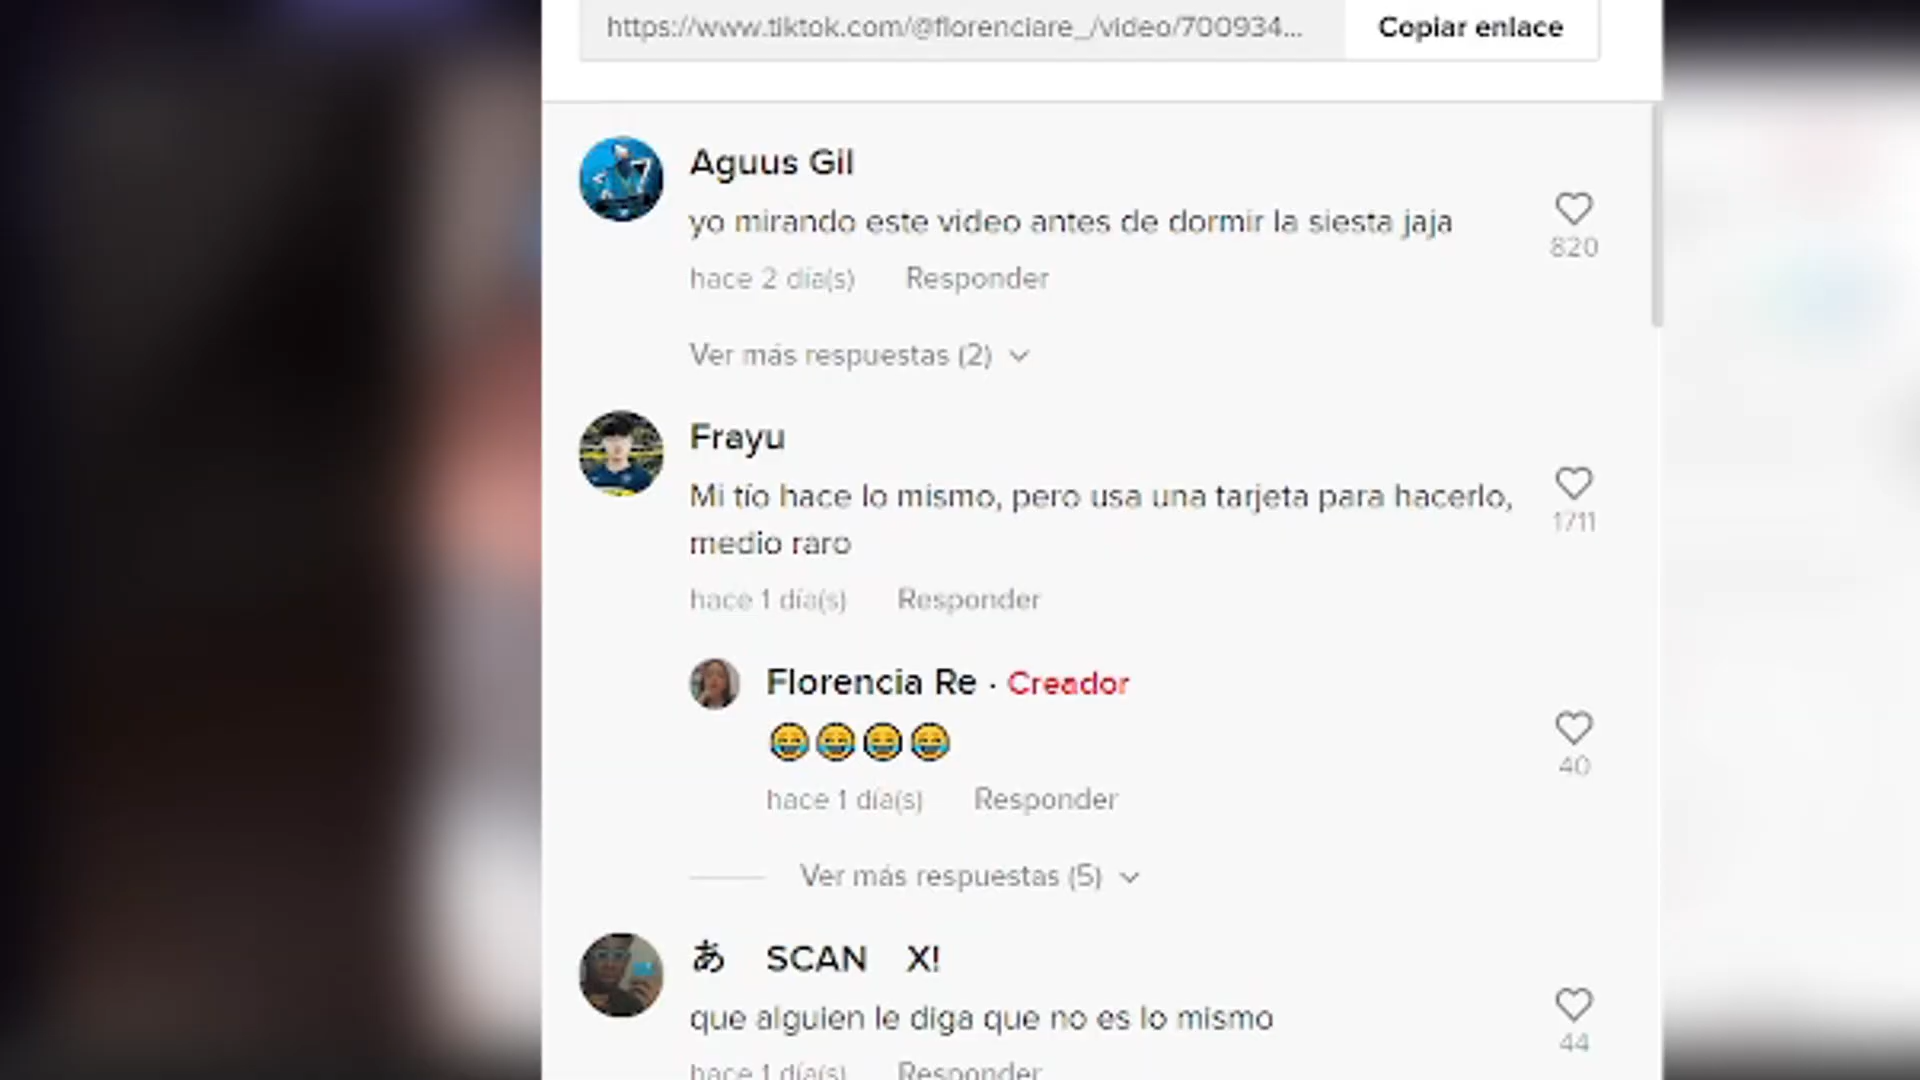 https://www.tiktok.com/@florenciare_/video/700934...
Copiar enlace
Aguus Gil
yo mirando este video antes de dormir la siesta jaja
820
hace 2 día(s) Responder
Ver más respuestas (2)
Frayu
Mi tío hace lo mismo, pero usa una tarjeta para hacerlo,
medio raro
1711
hace 1 día(s) Responder
Florencia Re · Creador
😂😂😂😂
40
hace 1 día(s) Responder
Ver más respuestas (5)
あ SCAN X!
que alguien le diga que no es lo mismo
44
hace 1 día(s) Responder